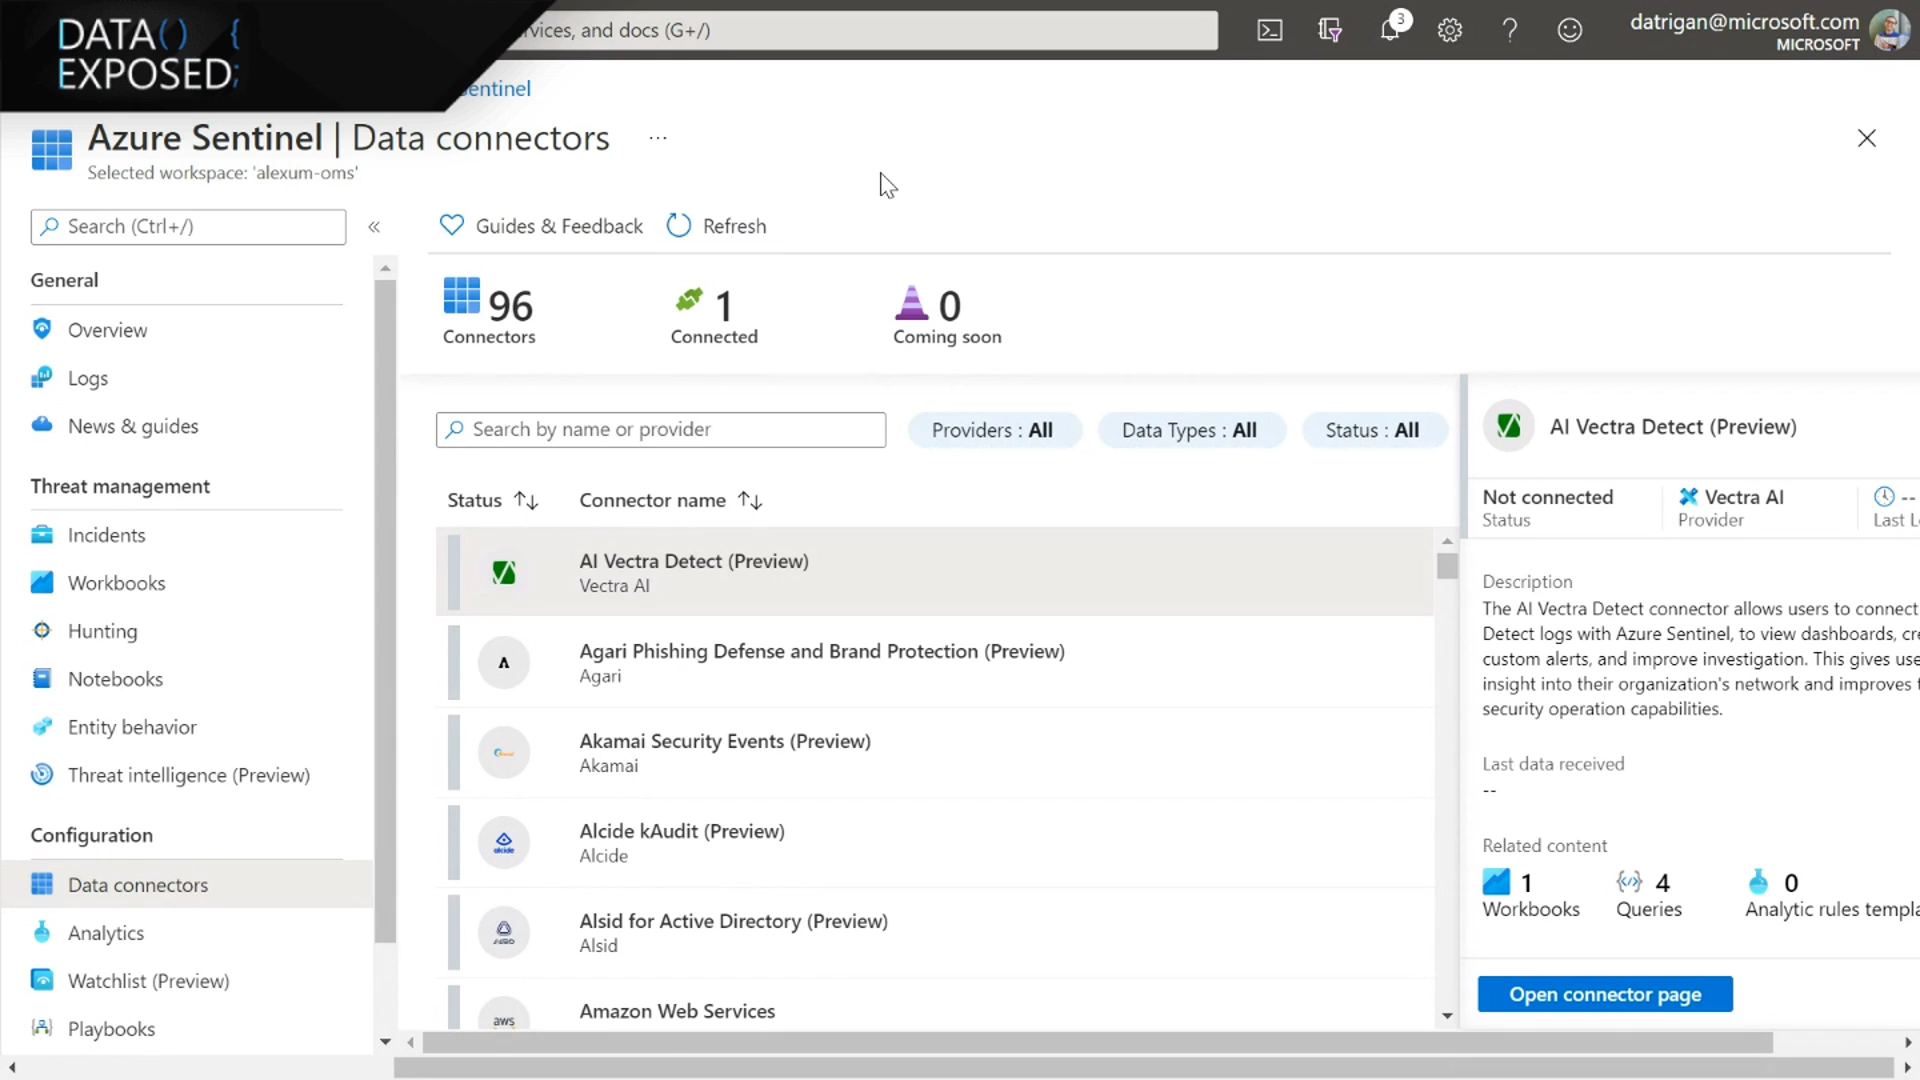 DATA() {
EXPOSED;
rvices, and docs (G+/)
3
datrigan@microsoft.com
MICROSOFT
Sentinel
Azure Sentinel | Data connectors
...
Selected workspace: 'alexum-oms'
Search (Ctrl+/)
«
Guides & Feedback
Refresh
General
Overview
Logs
News & guides
Threat management
Incidents
Workbooks
Hunting
Notebooks
Entity behavior
Threat intelligence (Preview)
Configuration
Data connectors
Analytics
Watchlist (Preview)
Playbooks
96
Connectors
1
Connected
0
Coming soon
Search by name or provider
Providers : All
Data Types : All
Status : All
Status
Connector name
AI Vectra Detect (Preview)
Vectra AI
Agari Phishing Defense and Brand Protection (Preview)
Agari
Akamai Security Events (Preview)
Akamai
alcide
Alcide kAudit (Preview)
Alcide
Alsid for Active Directory (Preview)
Alsid
aws
Amazon Web Services
AI Vectra Detect (Preview)
Not connected
Status
Vectra AI
Provider
--
Last L
Description
The AI Vectra Detect connector allows users to connect
Detect logs with Azure Sentinel, to view dashboards, cre
custom alerts, and improve investigation. This gives use
insight into their organization's network and improves t
security operation capabilities.
Last data received
--
Related content
1
Workbooks
4
Queries
0
Analytic rules templa
Open connector page